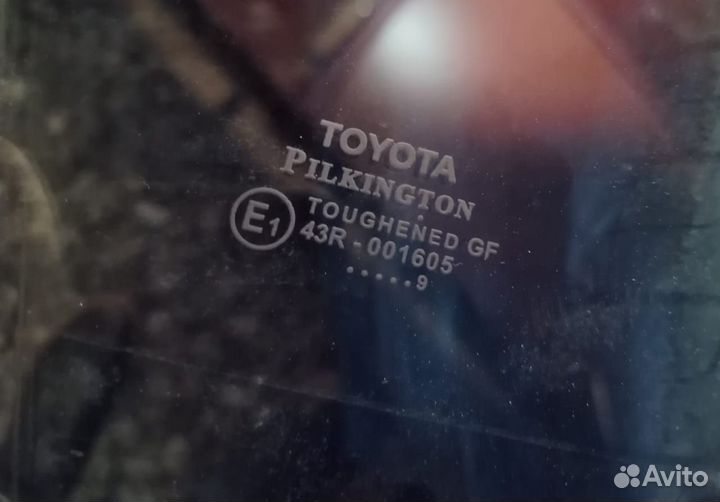 TOYOTA
PILKINGTON
E1
TOUGHENED GF
43R - 001605
.....9
Avito